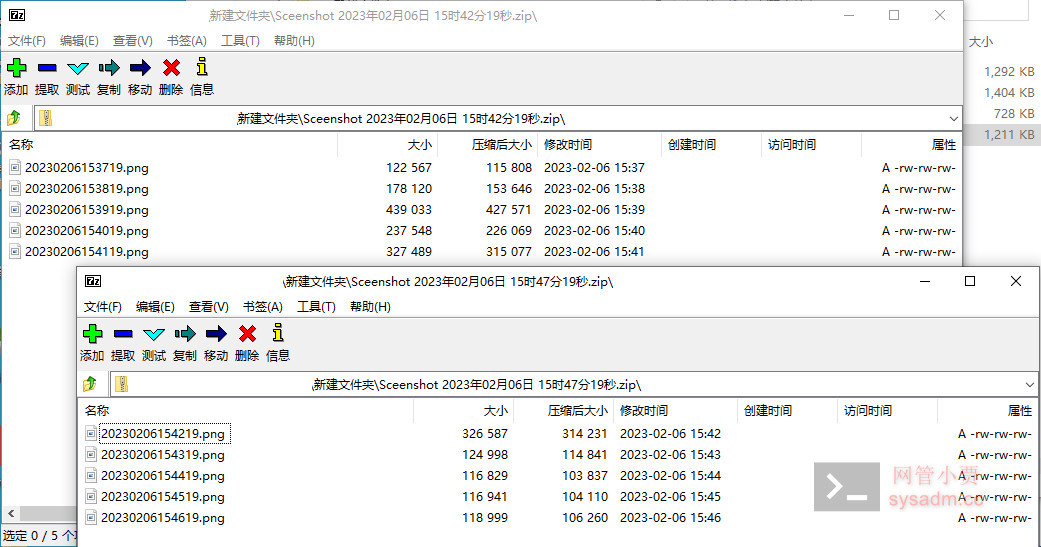 新建文件夹\Sceenshot 2023年02月06日 15时42分19秒.zip\
文件(F) 编辑(E) 查看(V) 书签(A) 工具(T) 帮助(H)
添加 提取 测试 复制 移动 删除 信息
新建文件夹\Sceenshot 2023年02月06日 15时42分19秒.zip\
名称 大小 压缩后大小 修改时间 创建时间 访问时间 属性
20230206153719.png 122 567 115 808 2023-02-06 15:37 A -rw-rw-rw-
20230206153819.png 178 120 153 646 2023-02-06 15:38 A -rw-rw-rw-
20230206153919.png 439 033 427 571 2023-02-06 15:39 A -rw-rw-rw-
20230206154019.png 237 548 226 069 2023-02-06 15:40 A -rw-rw-rw-
20230206154119.png 327 489 315 077 2023-02-06 15:41 A -rw-rw-rw-
选定 0 / 5 个
大小
1,292 KB
1,404 KB
728 KB
1,211 KB
\新建文件夹\Sceenshot 2023年02月06日 15时47分19秒.zip\
文件(F) 编辑(E) 查看(V) 书签(A) 工具(T) 帮助(H)
添加 提取 测试 复制 移动 删除 信息
新建文件夹\Sceenshot 2023年02月06日 15时47分19秒.zip\
名称 大小 压缩后大小 修改时间 创建时间 访问时间 属性
20230206154219.png 326 587 314 231 2023-02-06 15:42 A -rw-rw-rw-
20230206154319.png 124 998 114 841 2023-02-06 15:43 A -rw-rw-rw-
20230206154419.png 116 829 103 837 2023-02-06 15:44 A -rw-rw-rw-
20230206154519.png 116 941 104 110 2023-02-06 15:45 A -rw-rw-rw-
20230206154619.png 118 999 106 260 2023-02-06 15:46 A -rw-rw-rw-
网管小贾
sysadm.cc